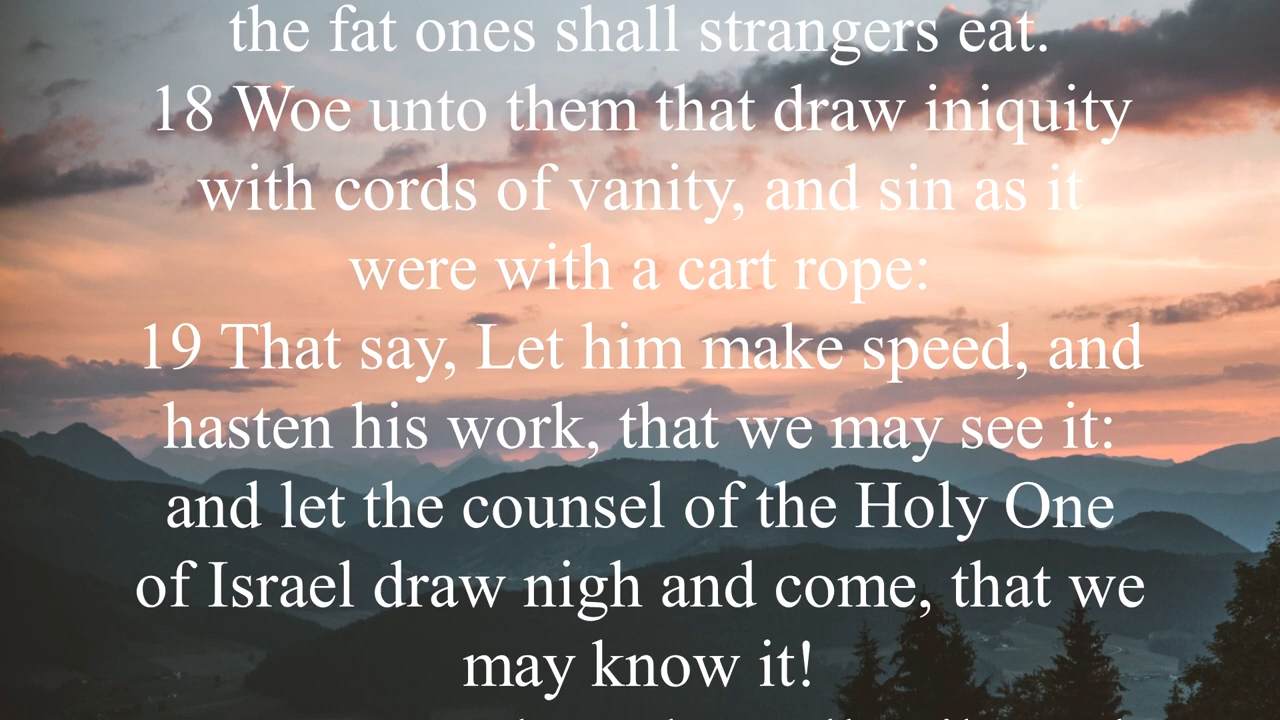 the fat ones shall strangers eat.
18 Woe unto them that draw iniquity
with cords of vanity, and sin as it
were with a cart rope:
19 That say, Let him make speed, and
hasten his work, that we may see it:
and let the counsel of the Holy One
of Israel draw nigh and come, that we
may know it!